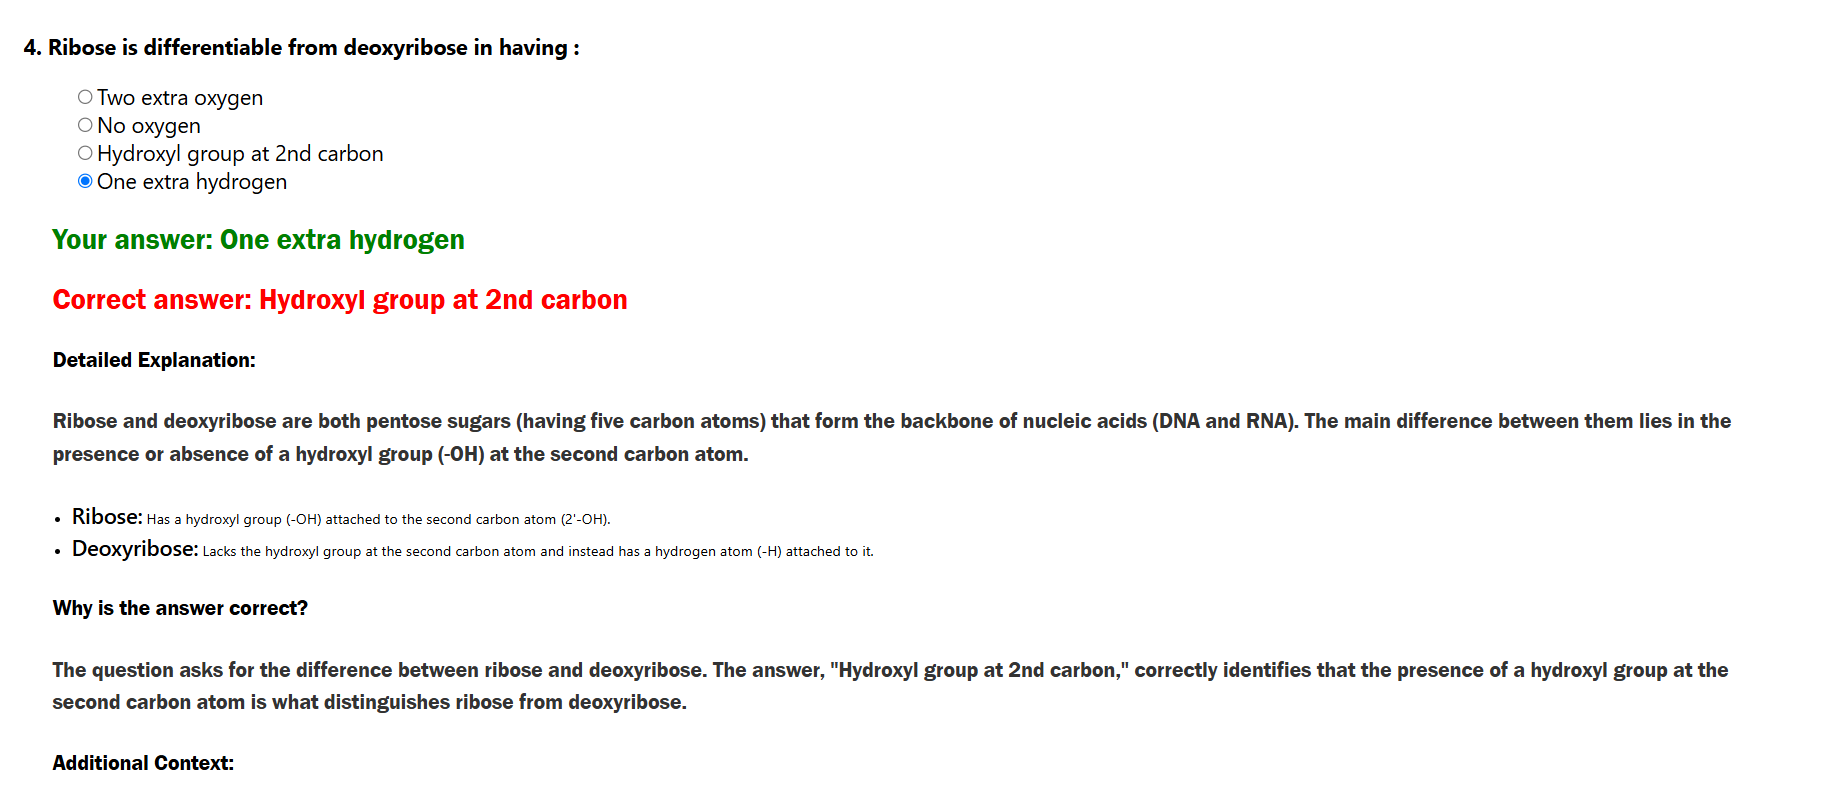 4. Ribose is differentiable from deoxyribose in having :
Two extra oxygen
No oxygen
Hydroxyl group at 2nd carbon
One extra hydrogen
Your answer: One extra hydrogen
Correct answer: Hydroxyl group at 2nd carbon
Detailed Explanation:
Ribose and deoxyribose are both pentose sugars (having five carbon atoms) that form the backbone of nucleic acids (DNA and RNA). The main difference between them lies in the
presence or absence of a hydroxyl group (-OH) at the second carbon atom.
• Ribose: Has a hydroxyl group (-OH) attached to the second carbon atom (2'-OH).
• Deoxyribose: Lacks the hydroxyl group at the second carbon atom and instead has a hydrogen atom (-H) attached to it.
Why is the answer correct?
The question asks for the difference between ribose and deoxyribose. The answer, "Hydroxyl group at 2nd carbon," correctly identifies that the presence of a hydroxyl group at the
second carbon atom is what distinguishes ribose from deoxyribose.
Additional Context: